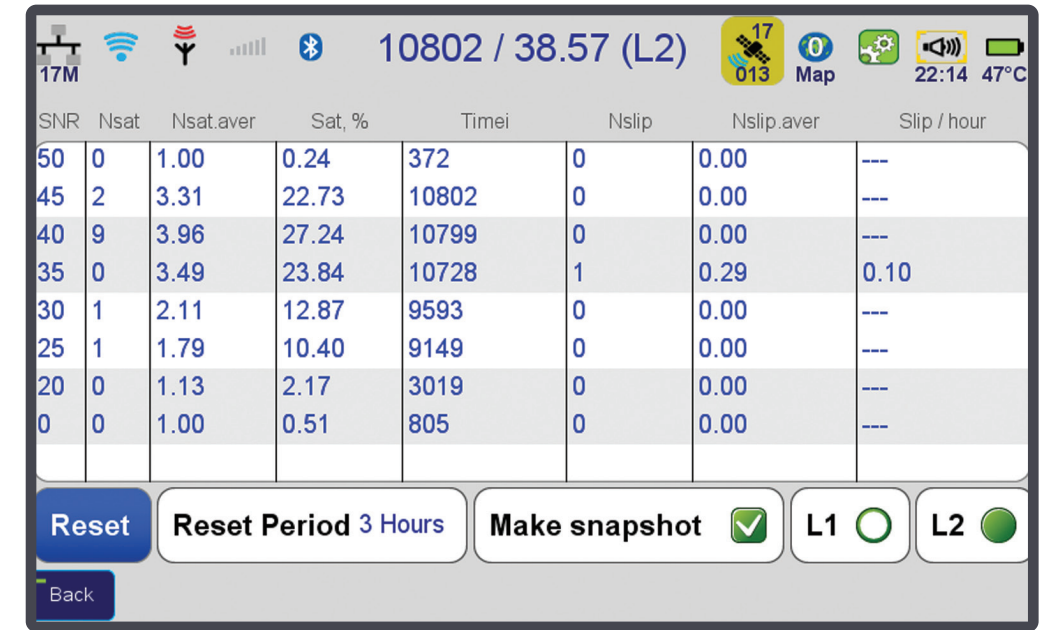 17M
10802 / 38.57 (L2)
17
013
0
Map
22:14
47°C
SNR Nsat Nsat.aver Sat, % Timei Nslip Nslip.aver Slip / hour
50 0 1.00 0.24 372 0 0.00 ---
45 2 3.31 22.73 10802 0 0.00 ---
40 9 3.96 27.24 10799 0 0.00 ---
35 0 3.49 23.84 10728 1 0.29 0.10
30 1 2.11 12.87 9593 0 0.00 ---
25 1 1.79 10.40 9149 0 0.00 ---
20 0 1.13 2.17 3019 0 0.00 ---
0 0 1.00 0.51 805 0 0.00 ---
Reset Reset Period 3 Hours Make snapshot L1 L2
Back